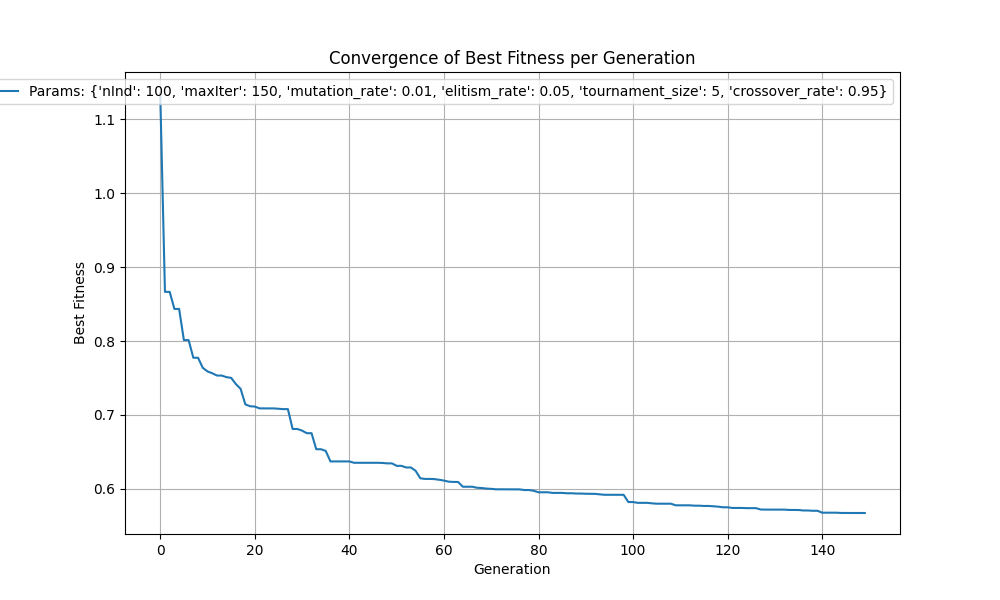 Convergence of Best Fitness per Generation
Params: {'nInd': 100, 'maxIter': 150, 'mutation_rate': 0.01, 'elitism_rate': 0.05, 'tournament_size': 5, 'crossover_rate': 0.95}
1.1
1.0
0.9
0.8
0.7
0.6
Best Fitness
0 20 40 60 80 100 120 140
Generation